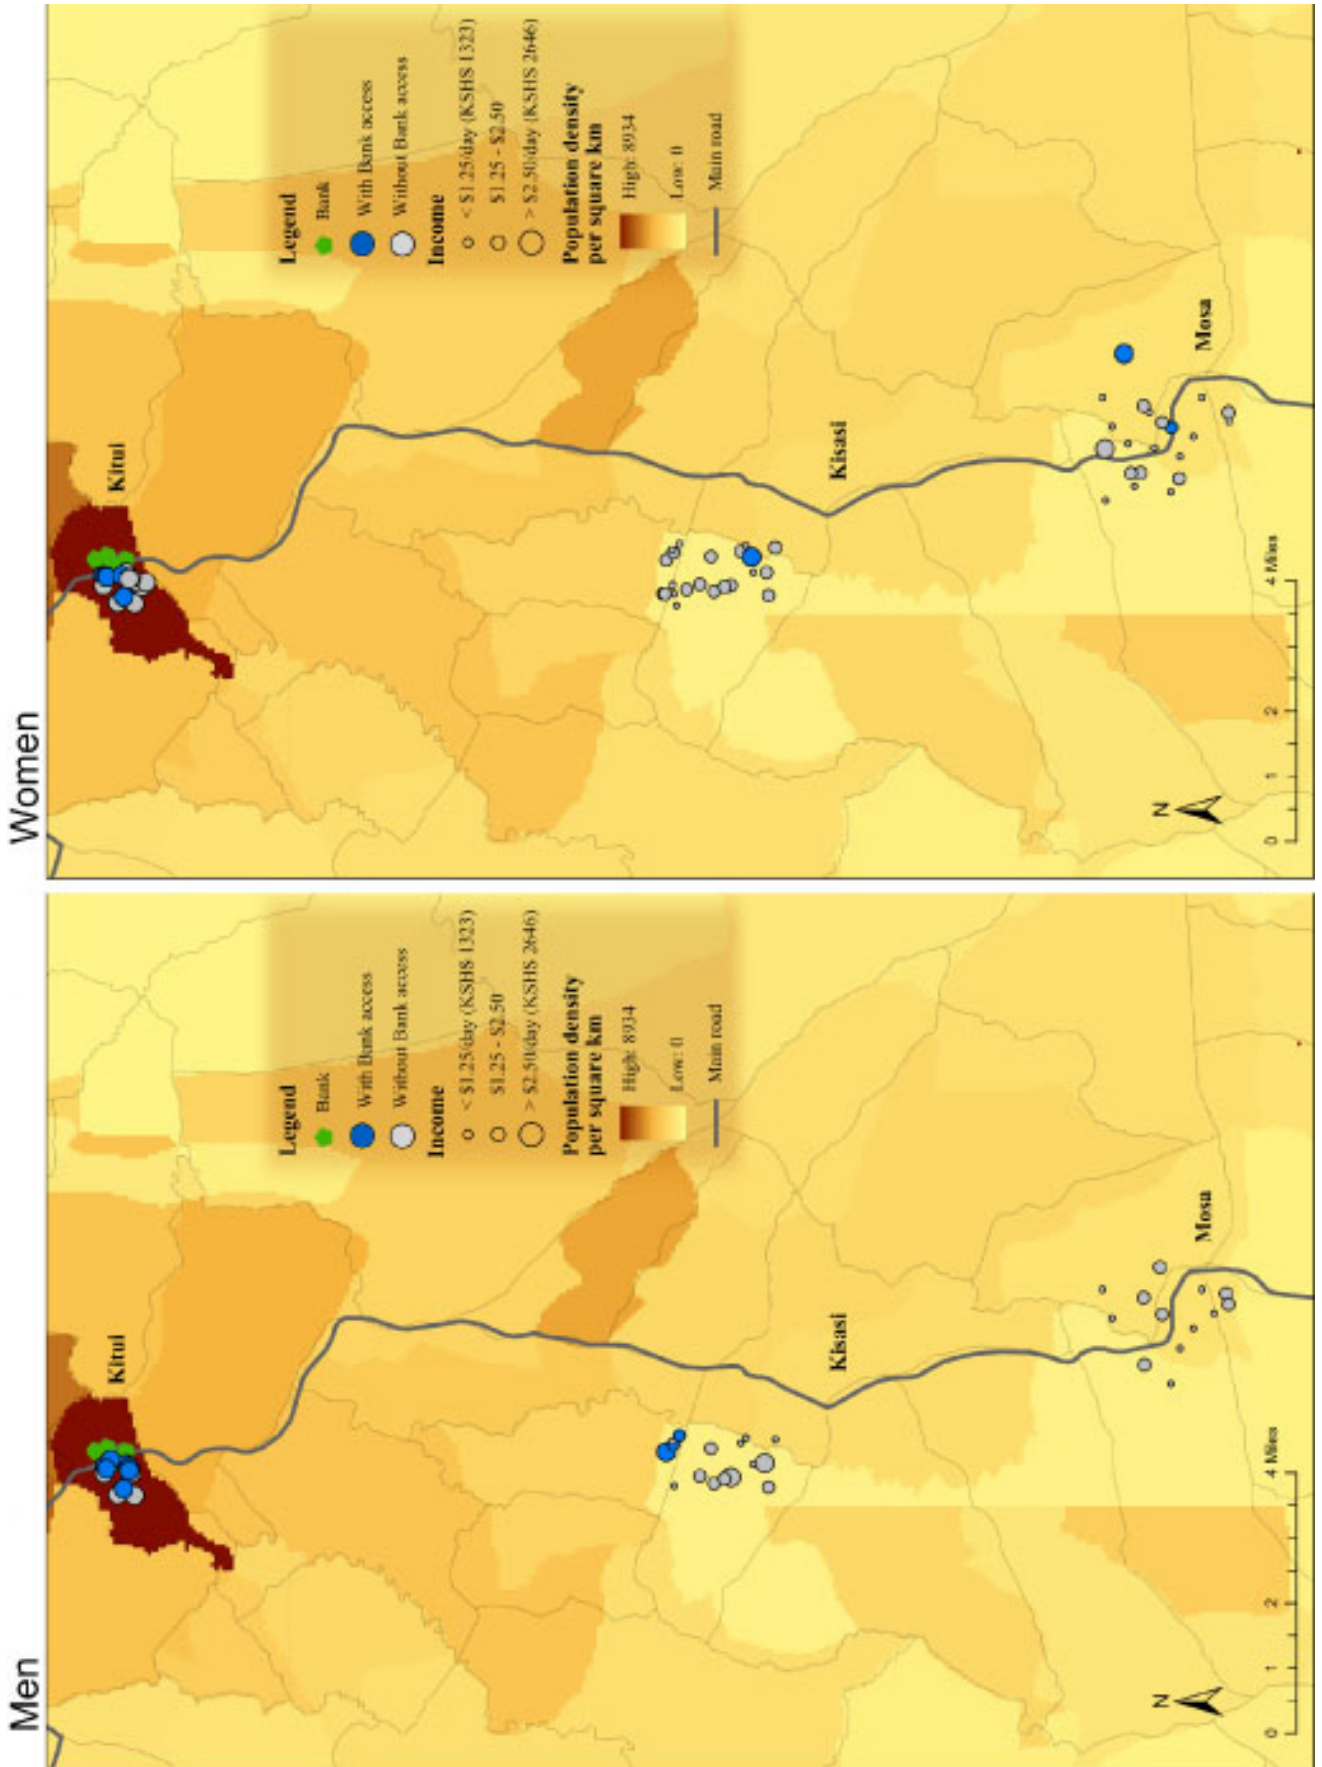 Men
Kitui
Kisasi
Mosa
Legend
Bank
With Bank access
Without Bank access
Income
< $1.25/day (KSHS 1323)
$1.25 - $2.50
> $2.50/day (KSHS 2646)
Population density
per square km
High: 8934
Low: 0
Main road
N
0 1 2 4 Miles
Women
Kitui
Kisasi
Mosa
Legend
Bank
With Bank access
Without Bank access
Income
< $1.25/day (KSHS 1323)
$1.25 - $2.50
> $2.50/day (KSHS 2646)
Population density
per square km
High: 8934
Low: 0
Main road
N
0 1 2 4 Miles